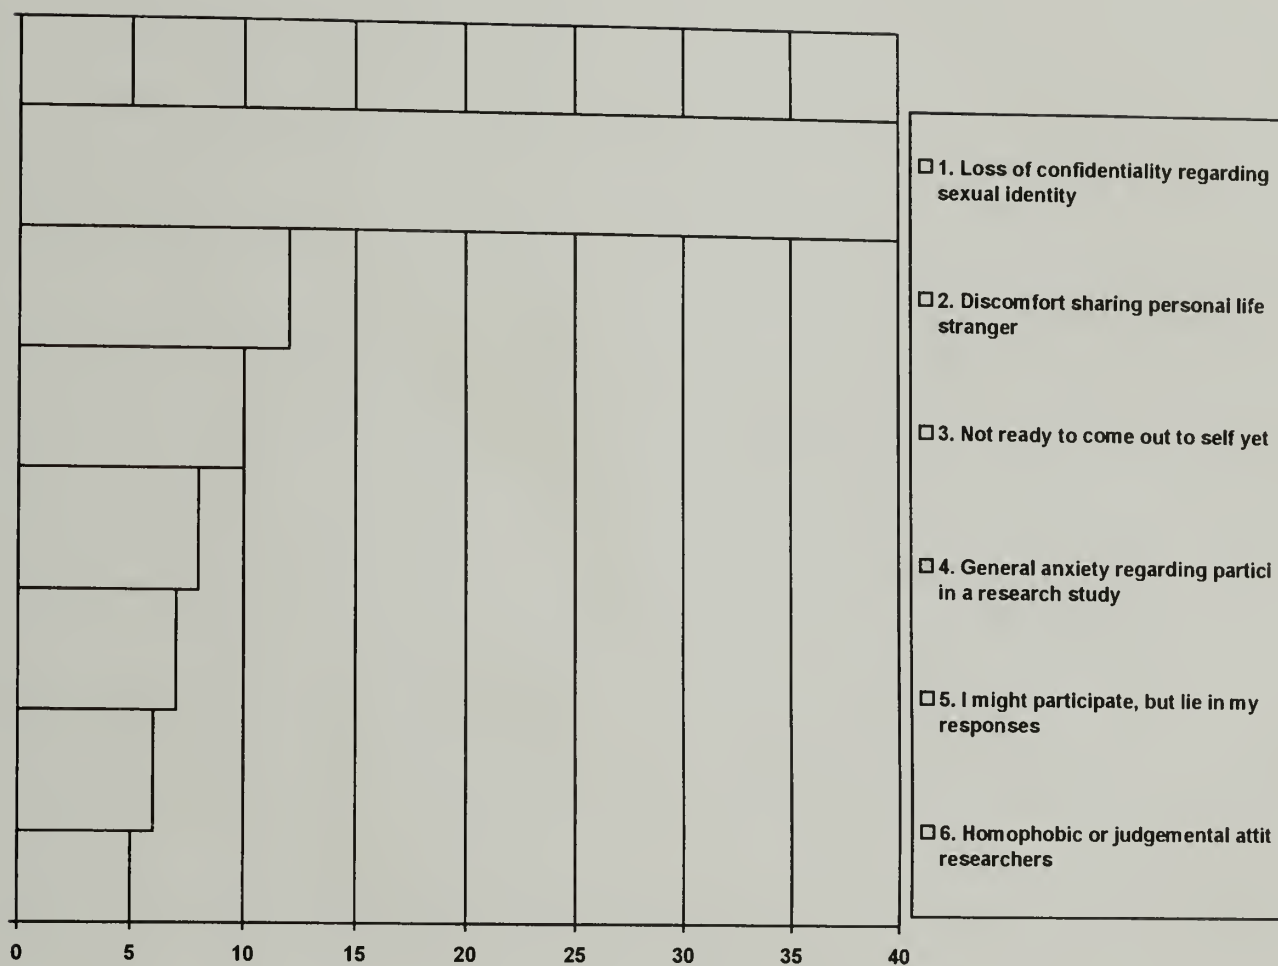 1. Loss of confidentiality regarding
sexual identity
2. Discomfort sharing personal life
stranger
3. Not ready to come out to self yet
4. General anxiety regarding partici
in a research study
5. I might participate, but lie in my
responses
6. Homophobic or judgemental attit
researchers
0 5 10 15 20 25 30 35 40